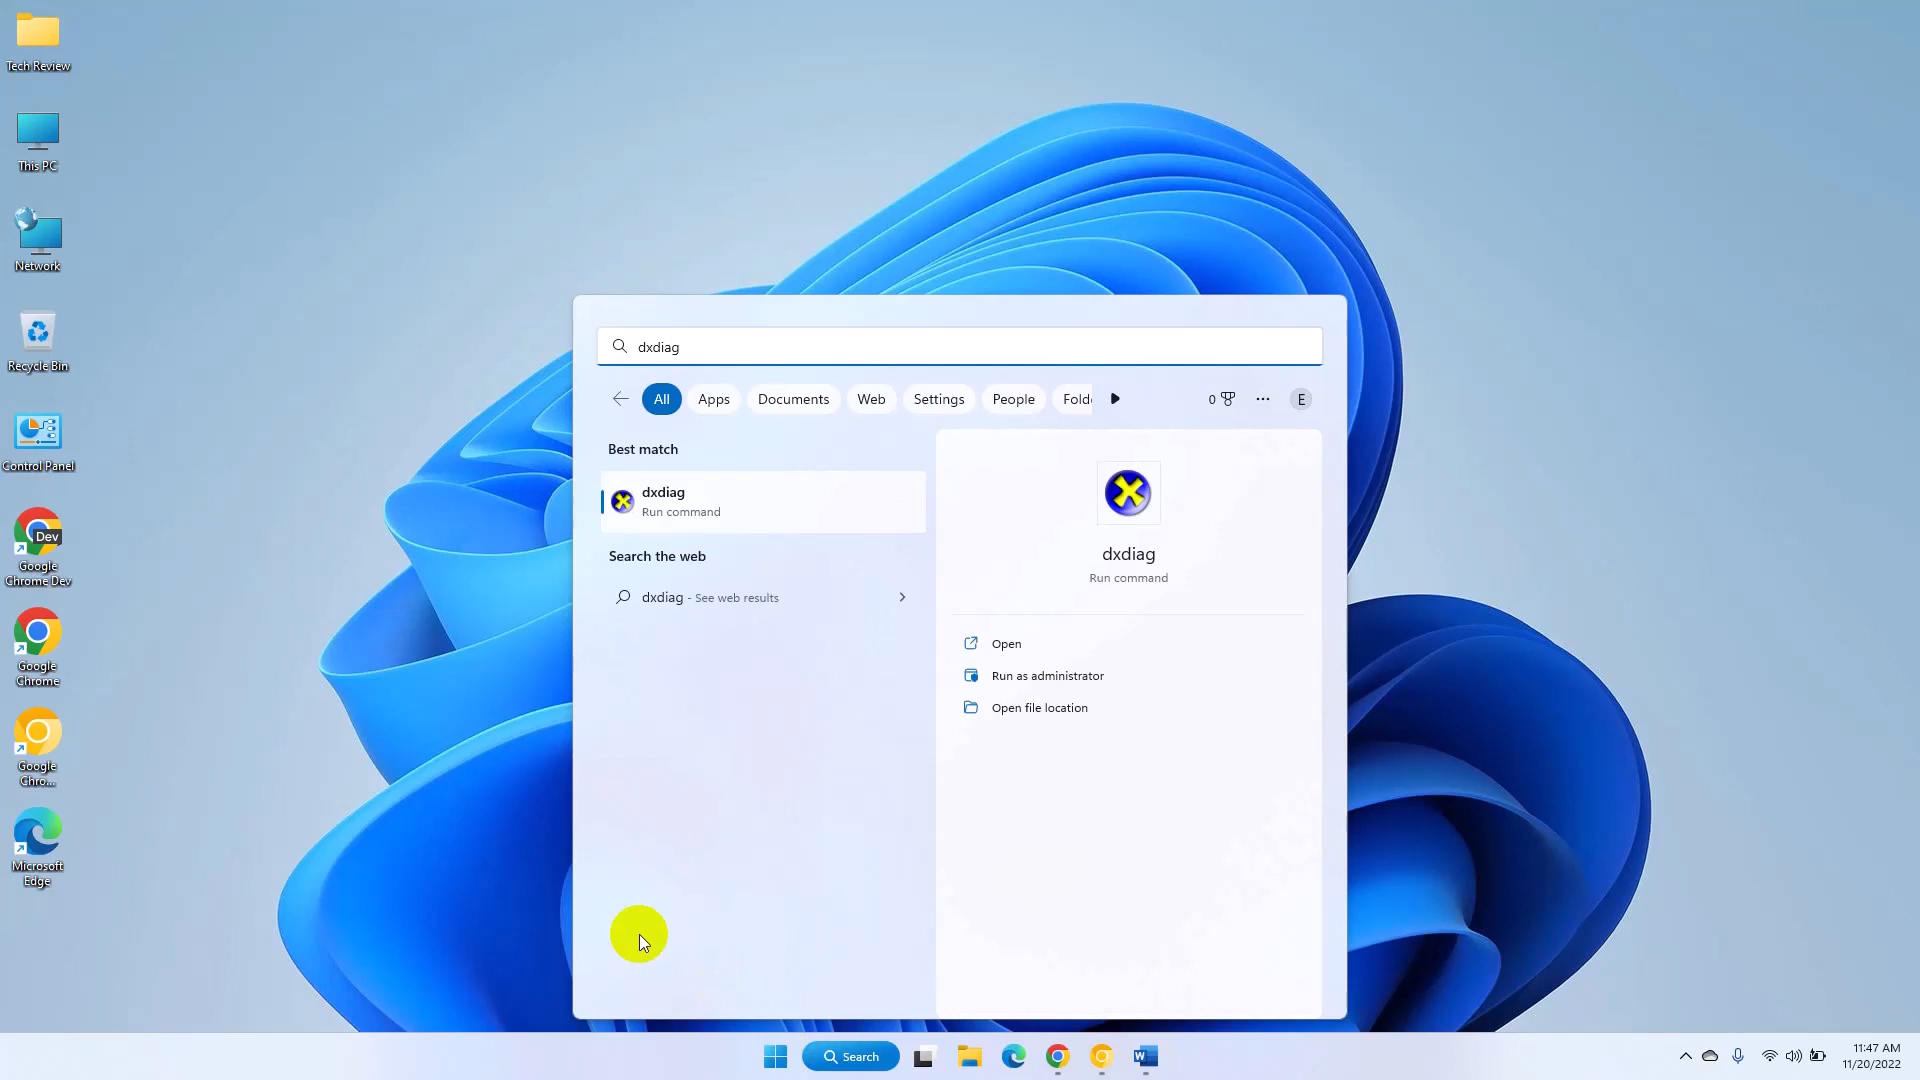 Tech Review
This PC
Network
Recycle Bin
Control Panel
Dev
Google
Chrome Dev
Google
Chrome
Google
Chro...
Microsoft
Edge
dxdiag
All
Apps
Documents
Web
Settings
People
Fold
0
E
Best match
dxdiag
Run command
Search the web
dxdiag - See web results
dxdiag
Run command
Open
Run as administrator
Open file location
Search
W
11:47 AM
11/20/2022